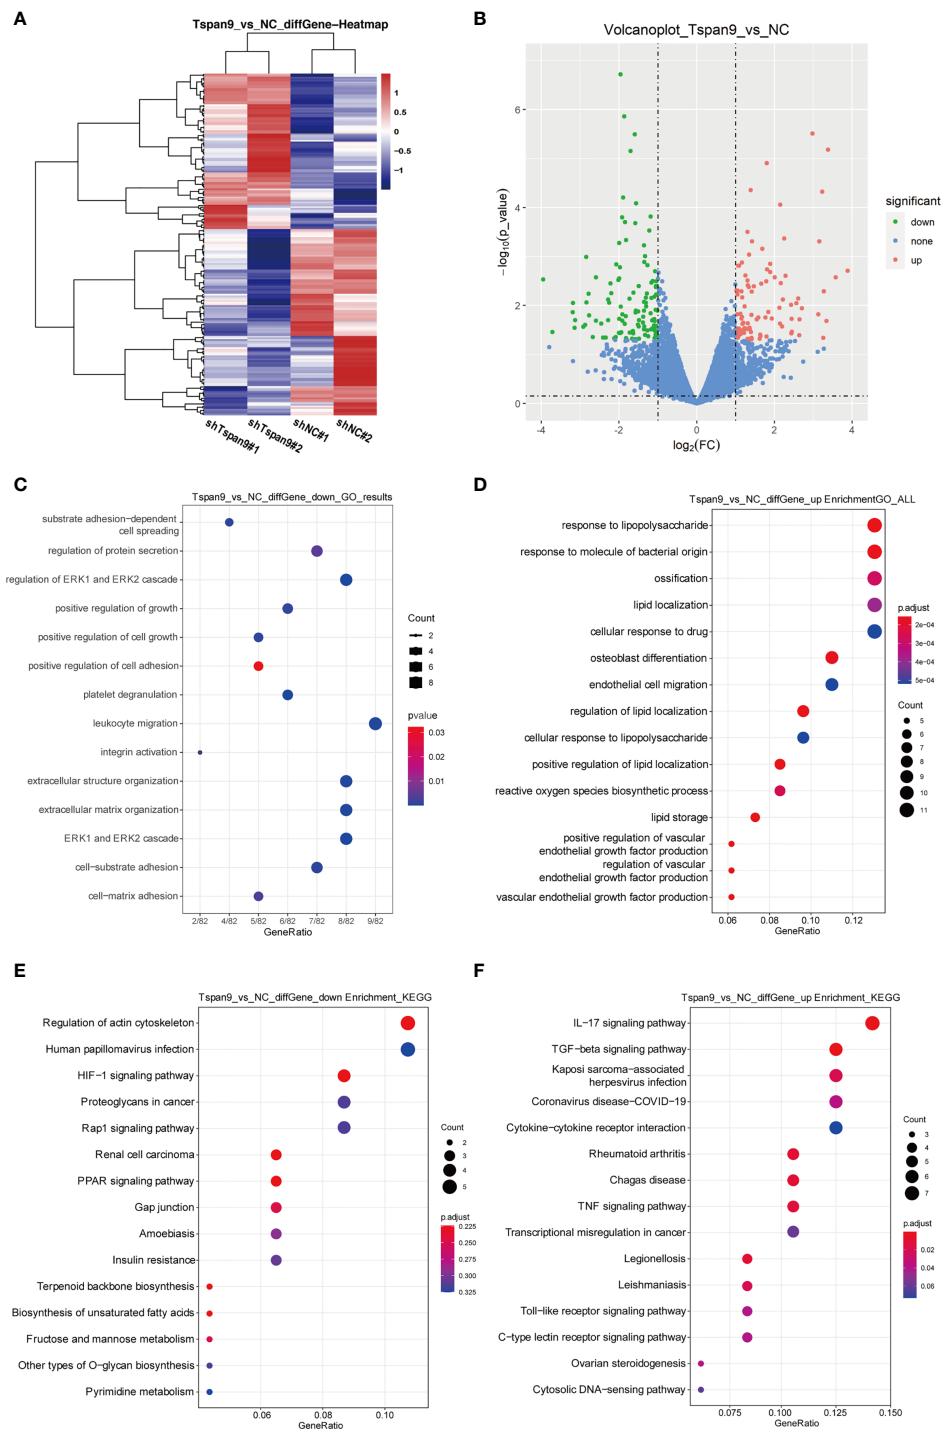 A
Tspan9_vs_NC_diffGene-Heatmap
1
0
-1
shTspan9#1
shTspan9#2
shNC#1
shNC#2
B
Volcanoplot_Tspan9_vs_NC
6
4
2
0
-log10(p_value)
-4
-2
0
2
4
log2(FC)
significant
down
none
up
C
Tspan9_vs_NC_diffGene_down_GO_results
substrate adhesion-dependent
cell spreading
regulation of protein secretion
regulation of ERK1 and ERK2 cascade
positive regulation of growth
positive regulation of cell growth
positive regulation of cell adhesion
platelet degranulation
leukocyte migration
integrin activation
extracellular structure organization
extracellular matrix organization
ERK1 and ERK2 cascade
cell-substrate adhesion
cell-matrix adhesion
2/82
4/82
5/82
6/82
7/82
8/82
9/82
GeneRatio
Count
2
4
6
8
pvalue
0.03
0.02
0.01
D
Tspan9_vs_NC_diffGene_up EnrichmentGO_ALL
response to lipopolysaccharide
response to molecule of bacterial origin
ossification
lipid localization
cellular response to drug
osteoblast differentiation
endothelial cell migration
regulation of lipid localization
cellular response to lipopolysaccharide
positive regulation of lipid localization
reactive oxygen species biosynthetic process
lipid storage
positive regulation of vascular
endothelial growth factor production
regulation of vascular
endothelial growth factor production
vascular endothelial growth factor production
0.06
0.08
0.10
0.12
GeneRatio
p.adjust
2e-04
3e-04
4e-04
5e-04
Count
5
6
7
8
9
10
11
E
Tspan9_vs_NC_diffGene_down Enrichment_KEGG
Regulation of actin cytoskeleton
Human papillomavirus infection
HIF-1 signaling pathway
Proteoglycans in cancer
Rap1 signaling pathway
Renal cell carcinoma
PPAR signaling pathway
Gap junction
Amoebiasis
Insulin resistance
Terpenoid backbone biosynthesis
Biosynthesis of unsaturated fatty acids
Fructose and mannose metabolism
Other types of O-glycan biosynthesis
Pyrimidine metabolism
0.06
0.08
0.10
GeneRatio
Count
2
3
4
5
p.adjust
0.225
0.250
0.275
0.300
0.325
F
Tspan9_vs_NC_diffGene_up Enrichment_KEGG
IL-17 signaling pathway
TGF-beta signaling pathway
Kaposi sarcoma-associated
herpesvirus infection
Coronavirus disease-COVID-19
Cytokine-cytokine receptor interaction
Rheumatoid arthritis
Chagas disease
TNF signaling pathway
Transcriptional misregulation in cancer
Legionellosis
Leishmaniasis
Toll-like receptor signaling pathway
C-type lectin receptor signaling pathway
Ovarian steroidogenesis
Cytosolic DNA-sensing pathway
0.075
0.100
0.125
0.150
GeneRatio
Count
3
4
5
6
7
p.adjust
0.02
0.04
0.06